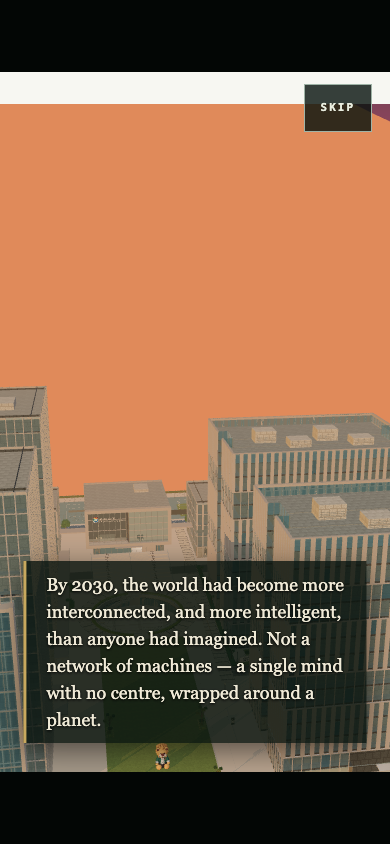 SKIP
By 2030, the world had become more
interconnected, and more intelligent,
than anyone had imagined. Not a
network of machines — a single mind
with no centre, wrapped around a
planet.